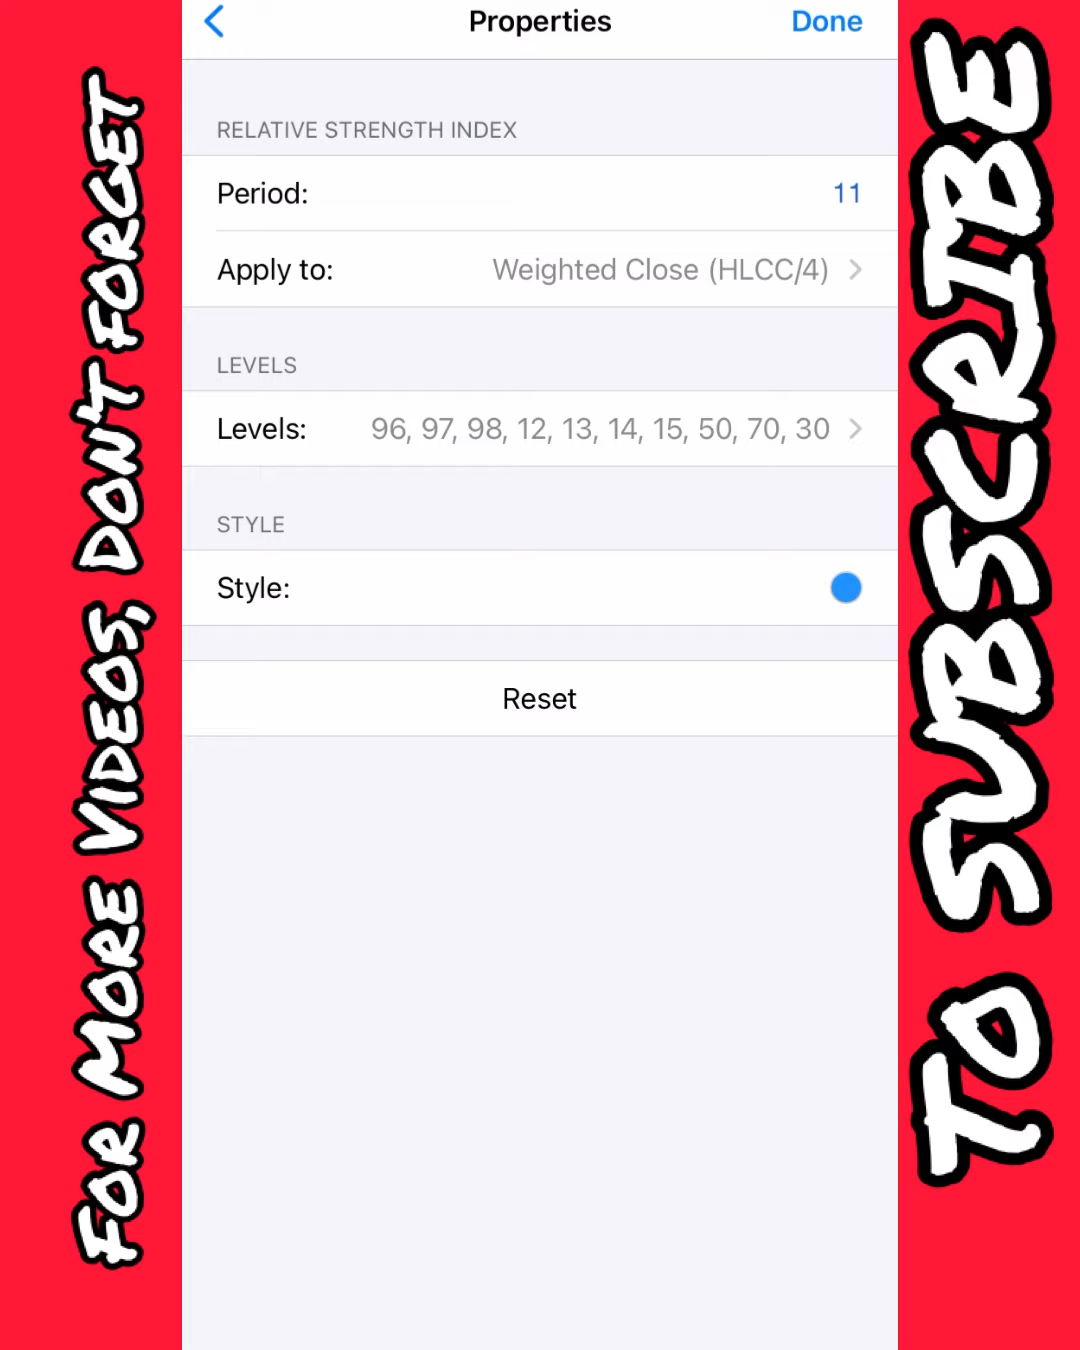 Properties
Done
RELATIVE STRENGTH INDEX
Period:
11
Apply to:
Weighted Close (HLCC/4)
LEVELS
Levels:
96, 97, 98, 12, 13, 14, 15, 50, 70, 30
STYLE
Style:
Reset
FOR MORE VIDEOS, DON'T FORGET
TO SUBSCRIBE